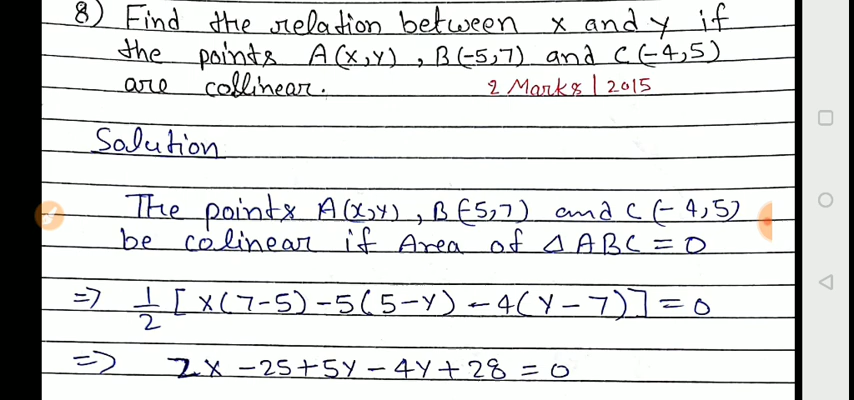 8) Find the relation between x and y if
the points A(x,y), B(-5,7) and C(-4,5)
are collinear. 2 Marks | 2015
Solution
The points A(x,y), B(-5,7) and C(-4,5)
be colinear if Area of △ABC = 0
=> 1/2 [x(7-5) -5(5-y) -4(y-7)] = 0
=> 2x -25+5y -4y+28 = 0